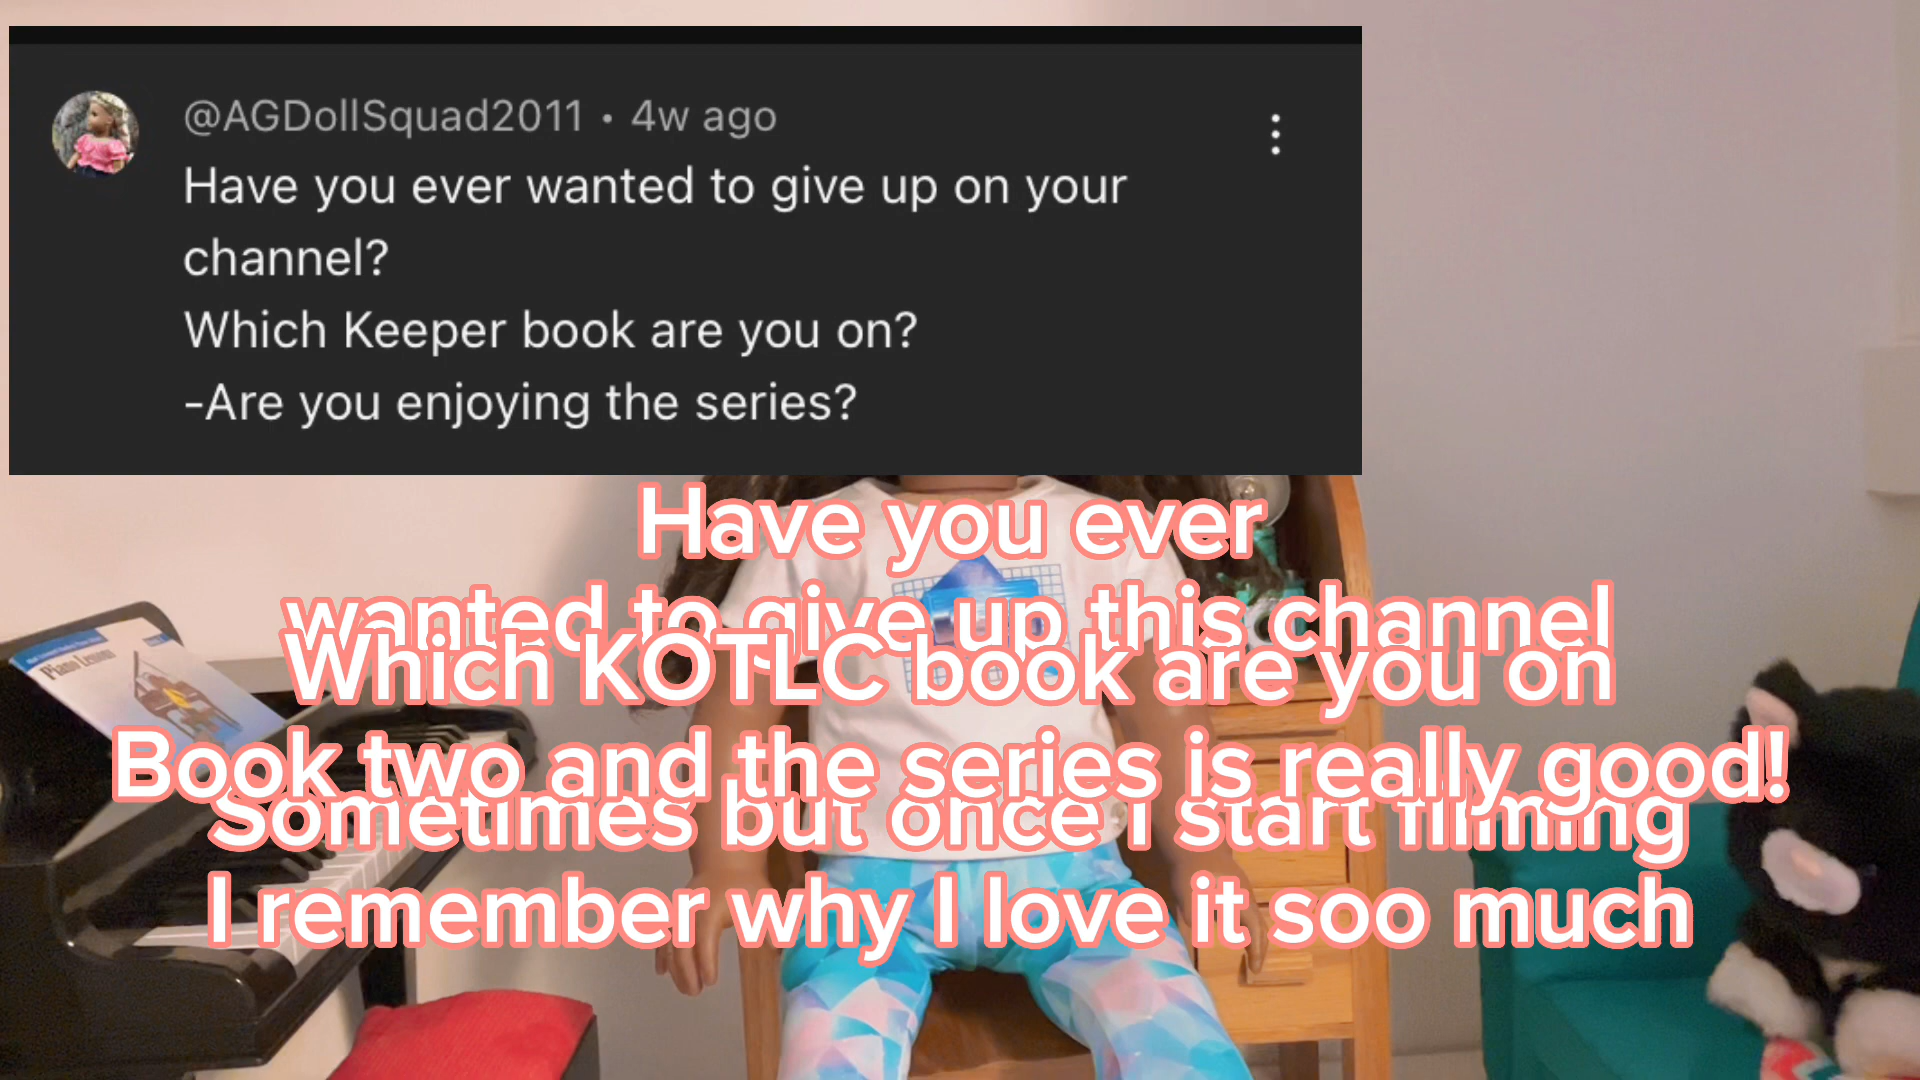 @AGDollSquad2011 • 4w ago
Have you ever wanted to give up on your
channel?
Which Keeper book are you on?
-Are you enjoying the series?
Have you ever
wanted to give up this channel
Which KOTLC book are you on
Book two and the series is really good!
Sometimes but once I start filming
I remember why I love it soo much
Piano Lessons